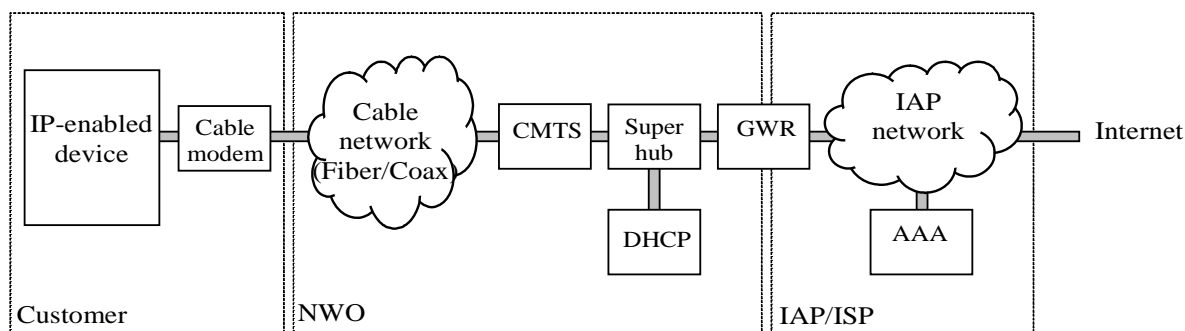 IP-enabled
device
Cable
modem
Cable
network
(Fiber/Coax)
CMTS
Super
hub
GWR
IAP
network
Internet
DHCP
AAA
Customer
NWO
IAP/ISP